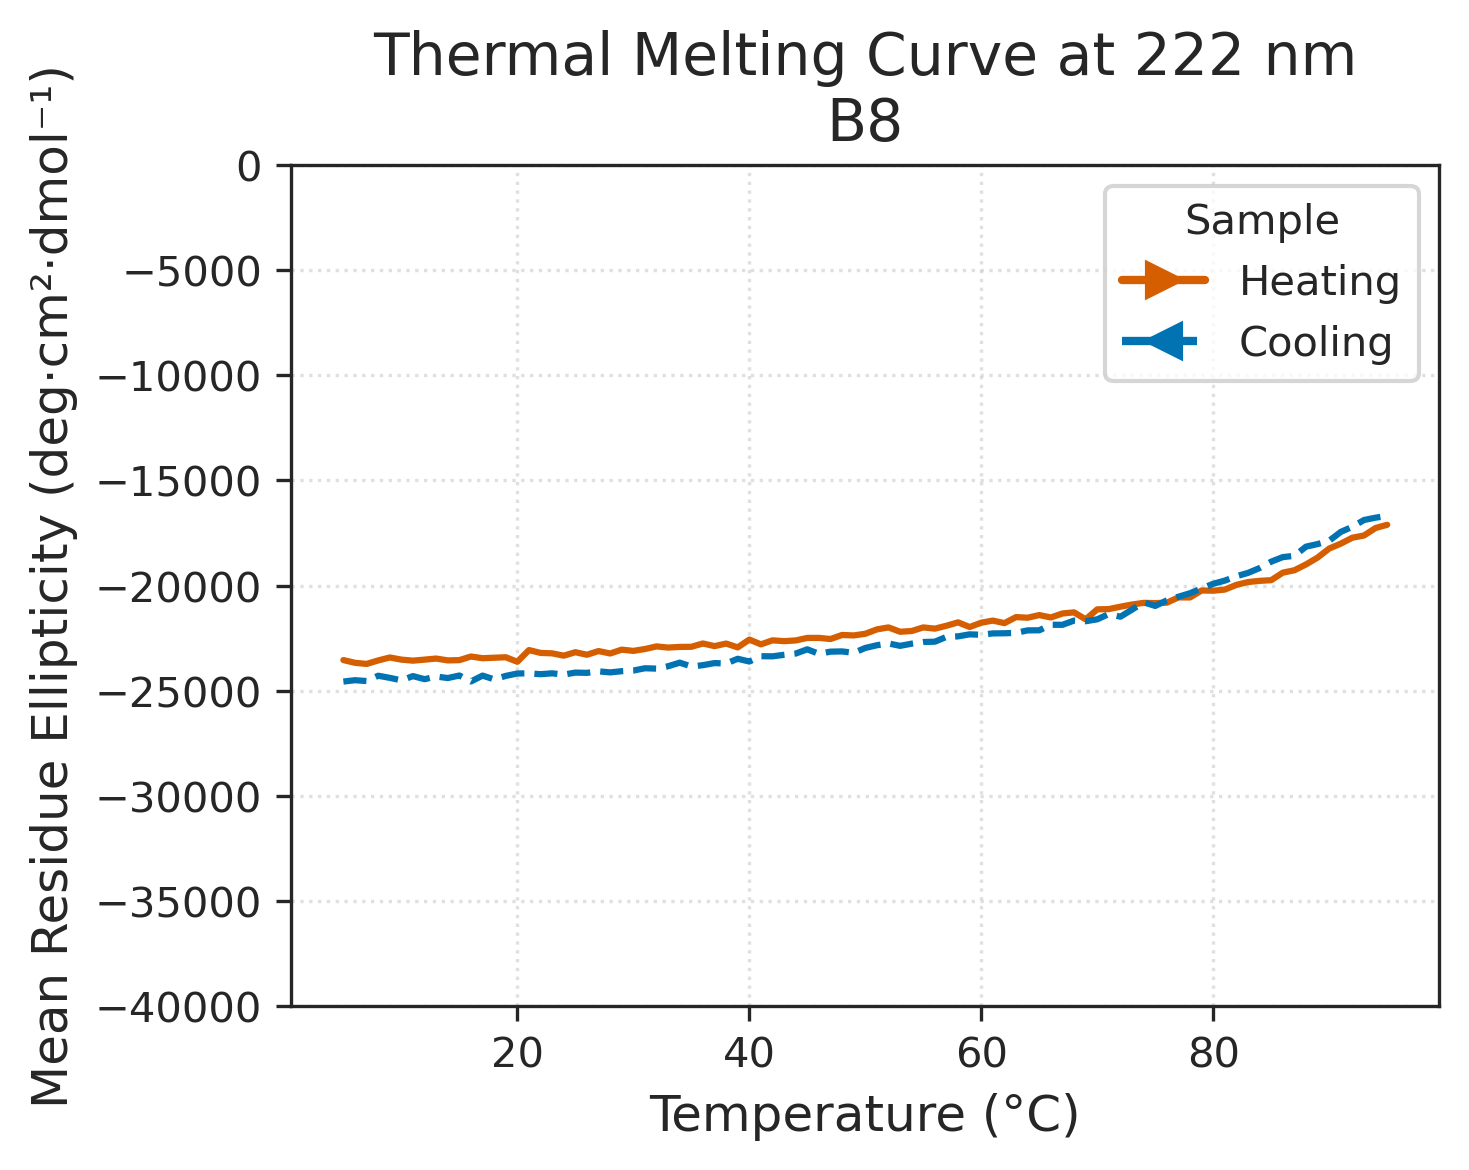 Thermal Melting Curve at 222 nm
B8
Mean Residue Ellipticity (deg·cm²·dmol⁻¹)
0
−5000
−10000
−15000
−20000
−25000
−30000
−35000
−40000
Sample
Heating
Cooling
20
40
60
80
Temperature (°C)